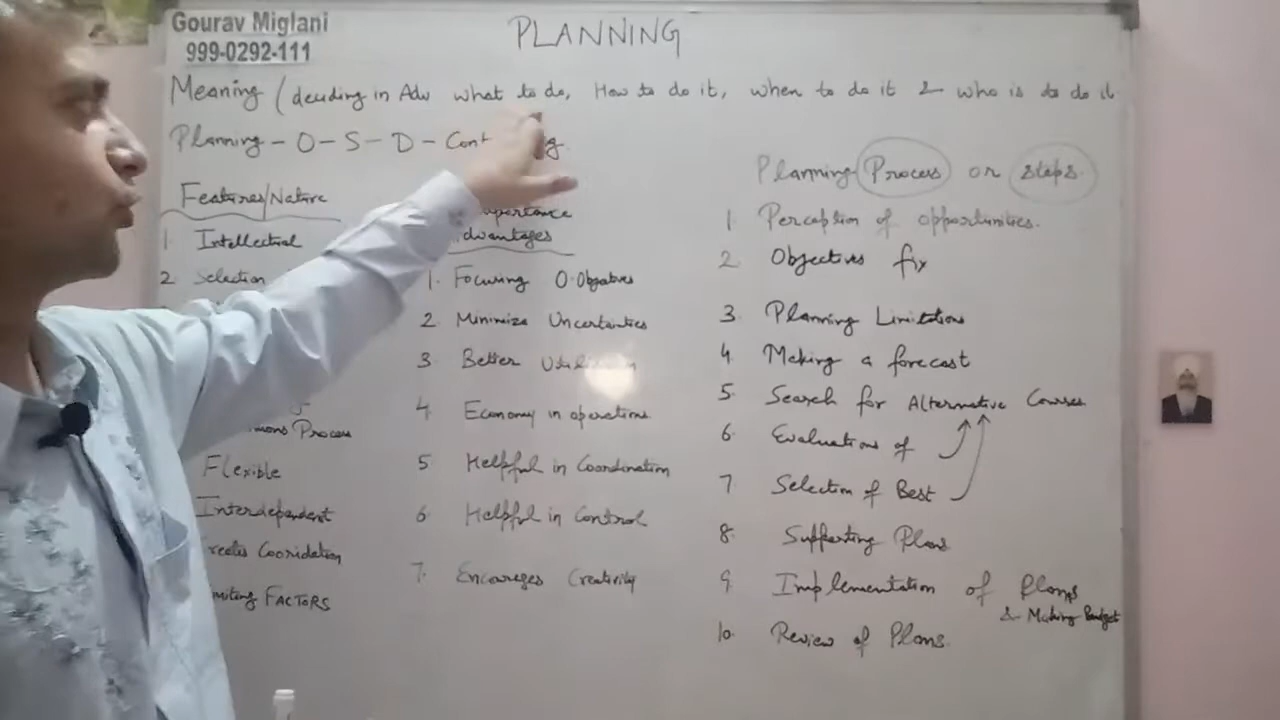 Gourav Miglani
999-0292-111
PLANNING
Meaning (deciding in Adv what to do, How to do it, when to do it & who is to do it
Planning - O - S - D - Cont
Features/Nature
1 Intellectual
2 Selection
Process
Flexible
Interdependent
Cooridation
FACTORS
1. Focusing O.Objectives
2 Minimize Uncertainties
3. Better
4. Economy in operations
5 Helpful in Coordination
6 Helpful in Control
7. Encourages Creativity
Planning Process or steps
1 Perception of opportunities.
2 Objectives fix
3 Planning Limitations
4 Making a forecast
5. Search for Alternative Courses
6. Evaluations of
7 Selection of Best
8. Supporting Plans
9 Implementation of Plans
& Making Budget
10. Review of Plans.